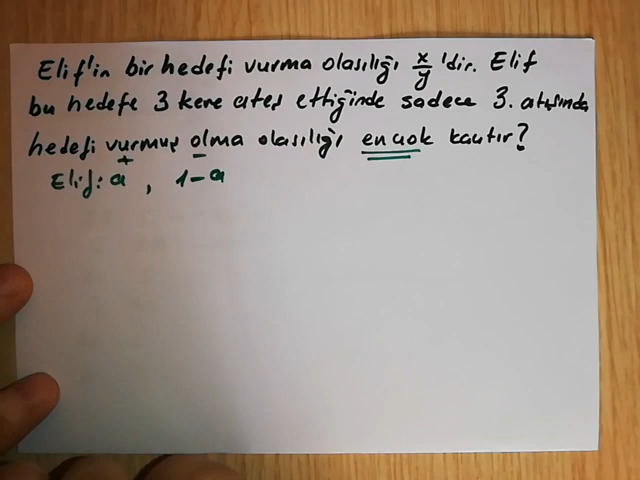 Elif'in bir hedefi vurma olasılığı x/y 'dir. Elif
bu hedefe 3 kere ateş ettiğinde sadece 3. atışında
hedefi vurmuş olma olasılığı en çok kaçtır?
+ -
Elif: a , 1-a